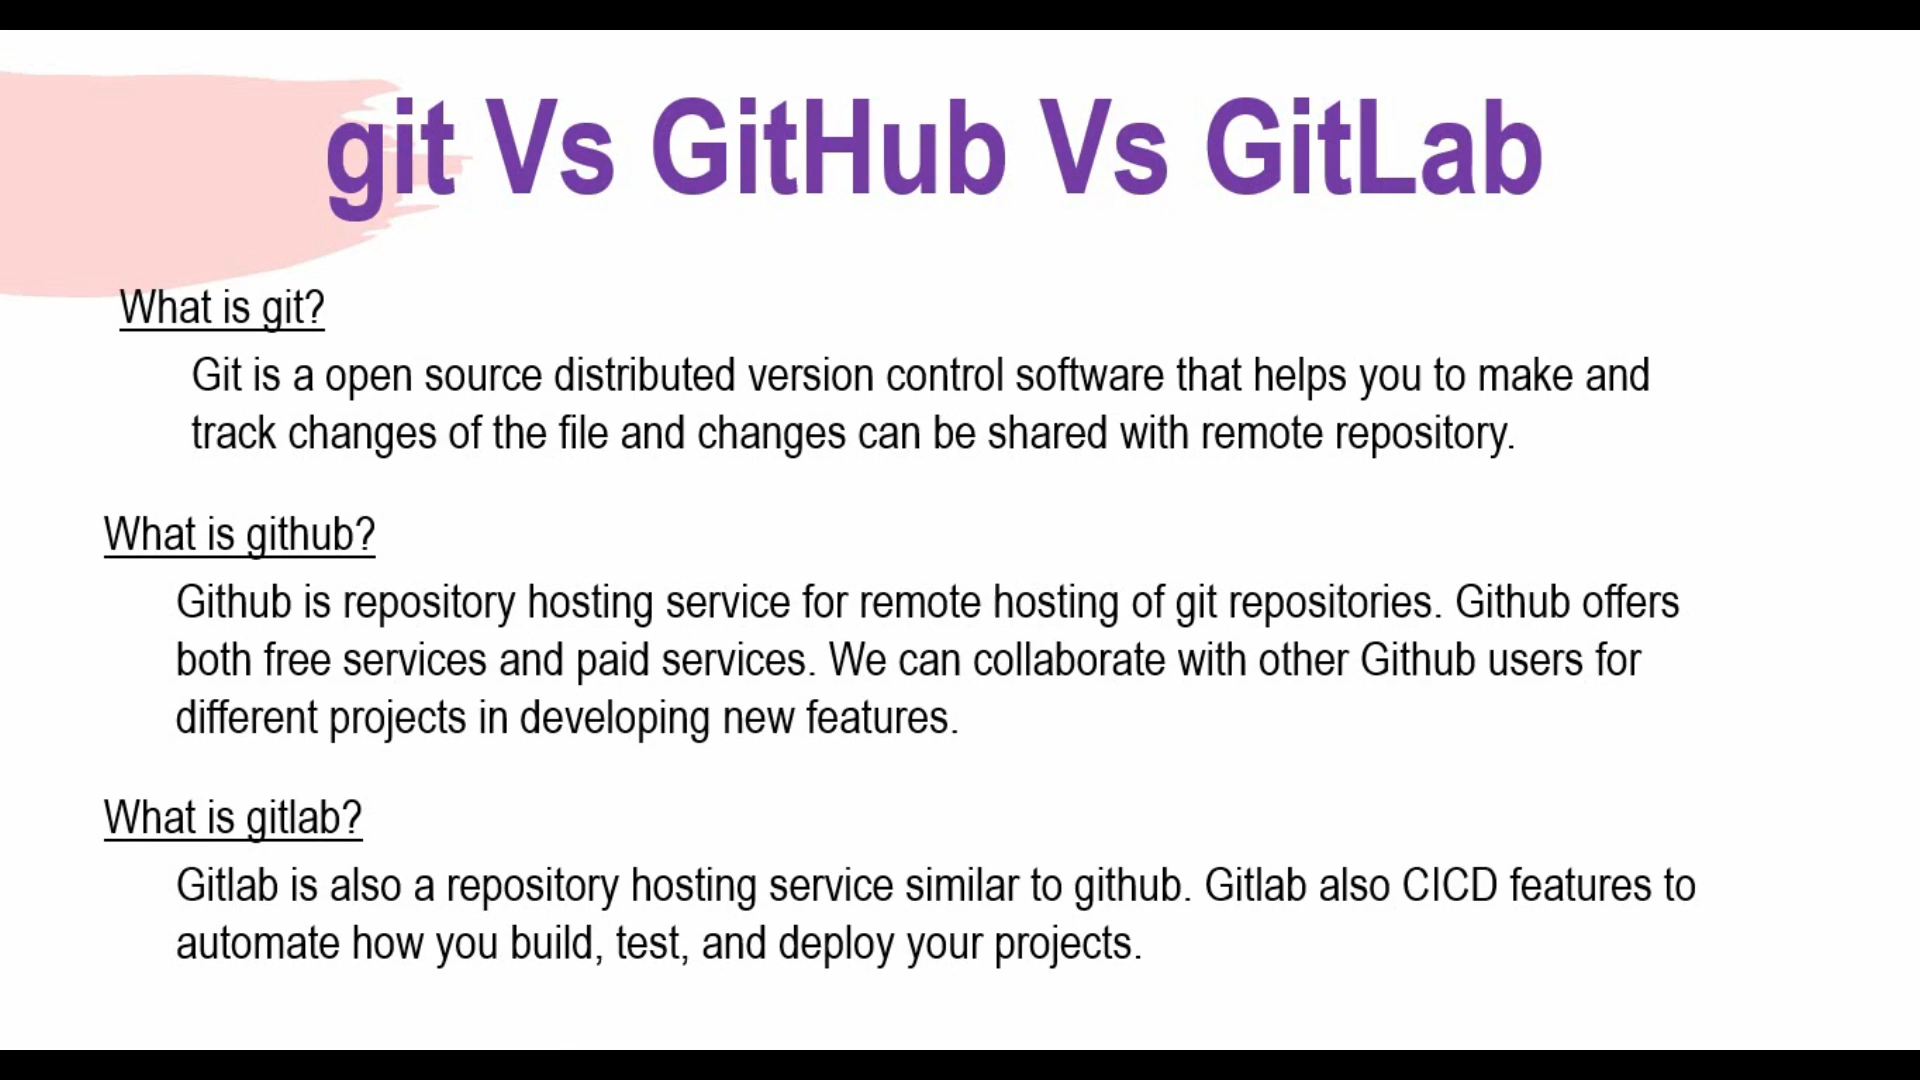 git Vs GitHub Vs GitLab
What is git?
Git is a open source distributed version control software that helps you to make and
track changes of the file and changes can be shared with remote repository.
What is github?
Github is repository hosting service for remote hosting of git repositories. Github offers
both free services and paid services. We can collaborate with other Github users for
different projects in developing new features.
What is gitlab?
Gitlab is also a repository hosting service similar to github. Gitlab also CICD features to
automate how you build, test, and deploy your projects.